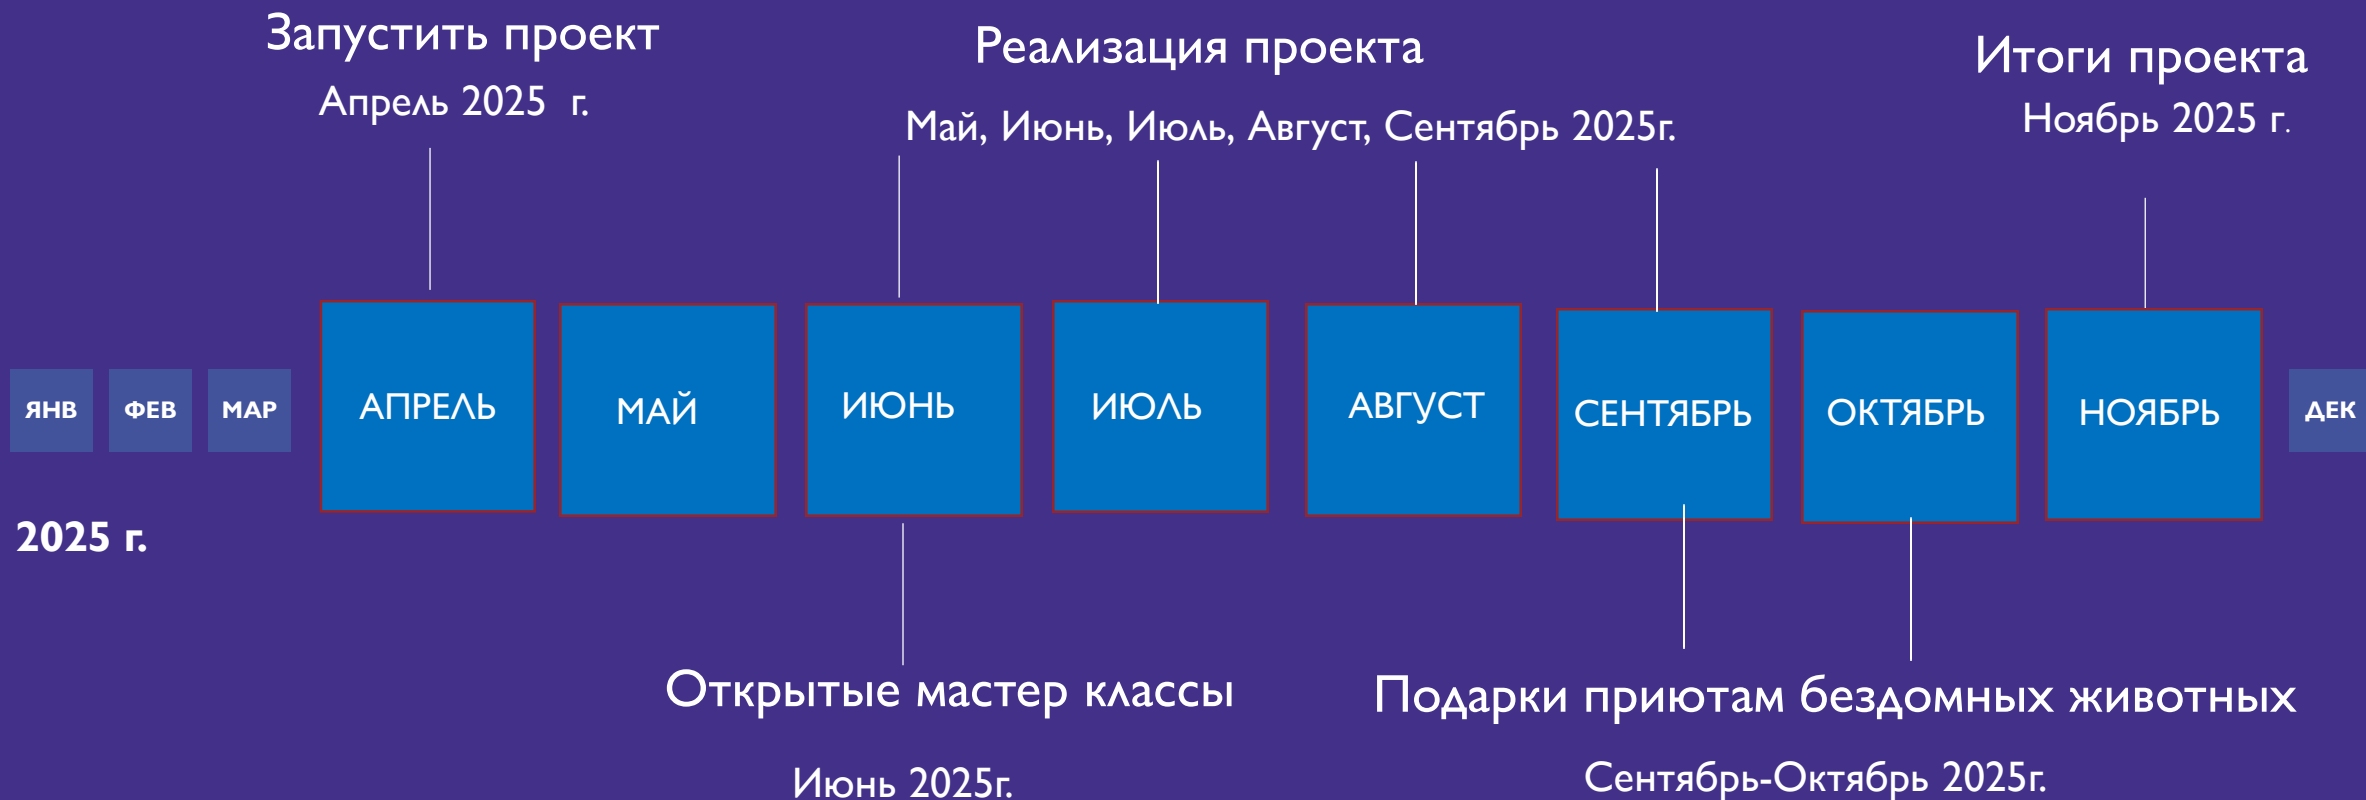 Запустить проект
Апрель 2025 г.
Реализация проекта
Май, Июнь, Июль, Август, Сентябрь 2025г.
Итоги проекта
Ноябрь 2025 г.
ЯНВ
ФЕВ
МАР
АПРЕЛЬ
МАЙ
ИЮНЬ
ИЮЛЬ
АВГУСТ
СЕНТЯБРЬ
ОКТЯБРЬ
НОЯБРЬ
ДЕК
2025 г.
Открытые мастер классы
Июнь 2025г.
Подарки приютам бездомных животных
Сентябрь-Октябрь 2025г.